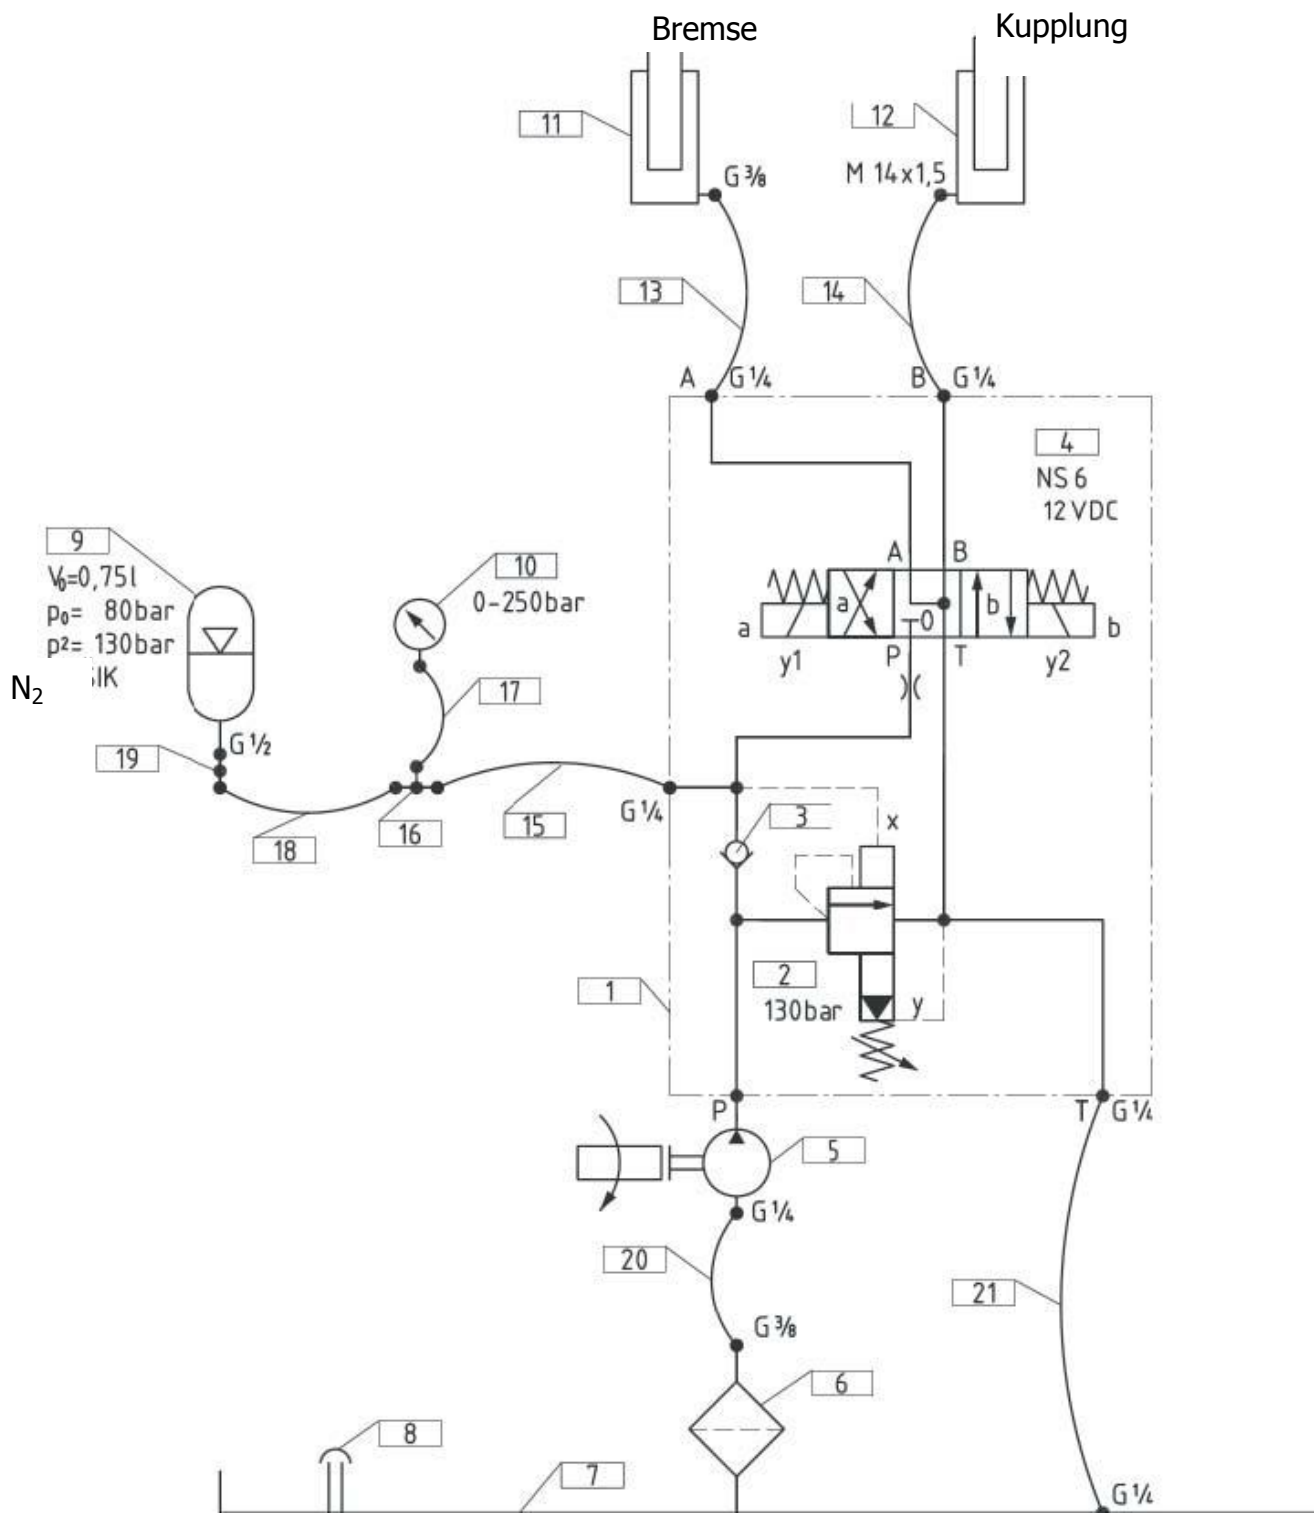 Bremse
Kupplung
11
12
G 3/8
M 14x1,5
13
14
A
G 1/4
B
G 1/4
4
NS 6
12 VDC
9
V₀=0,75l
p₀= 80bar
p²= 130bar
N₂
10
0-250bar
A
B
a
a
0
b
b
y1
P
T
y2
17
G 1/2
19
G 1/4
3
x
18
16
15
2
130bar
y
1
P
T
G 1/4
5
G 1/4
20
21
G 3/8
6
8
7
G 1/4